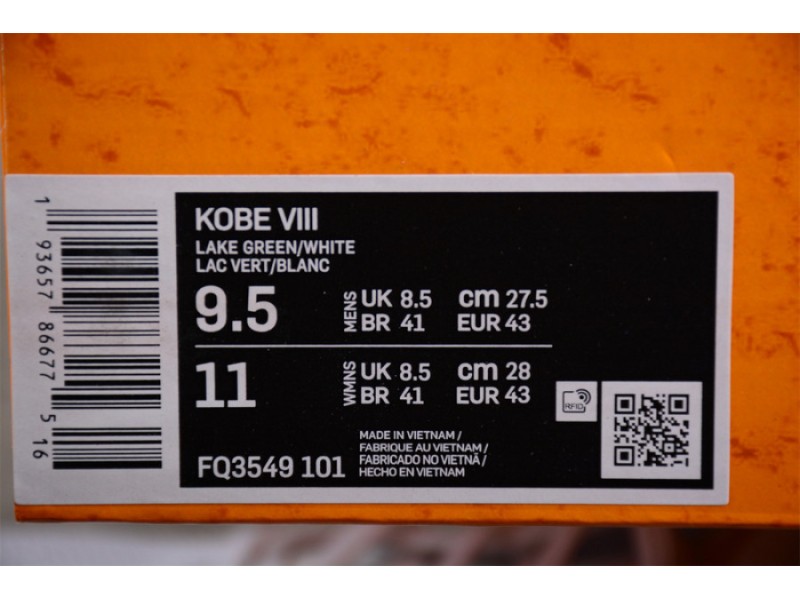 KOBE VIII
LAKE GREEN/WHITE
LAC VERT/BLANC
9.5 MENS UK 8.5 cm 27.5
BR 41 EUR 43
11 WMNS UK 8.5 cm 28
BR 41 EUR 43
RFID
MADE IN VIETNAM /
FABRIQUE AU VIETNAM /
FABRICADO NO VIETNÃ /
HECHO EN VIETNAM
FQ3549 101
1 93657 86677 5 16